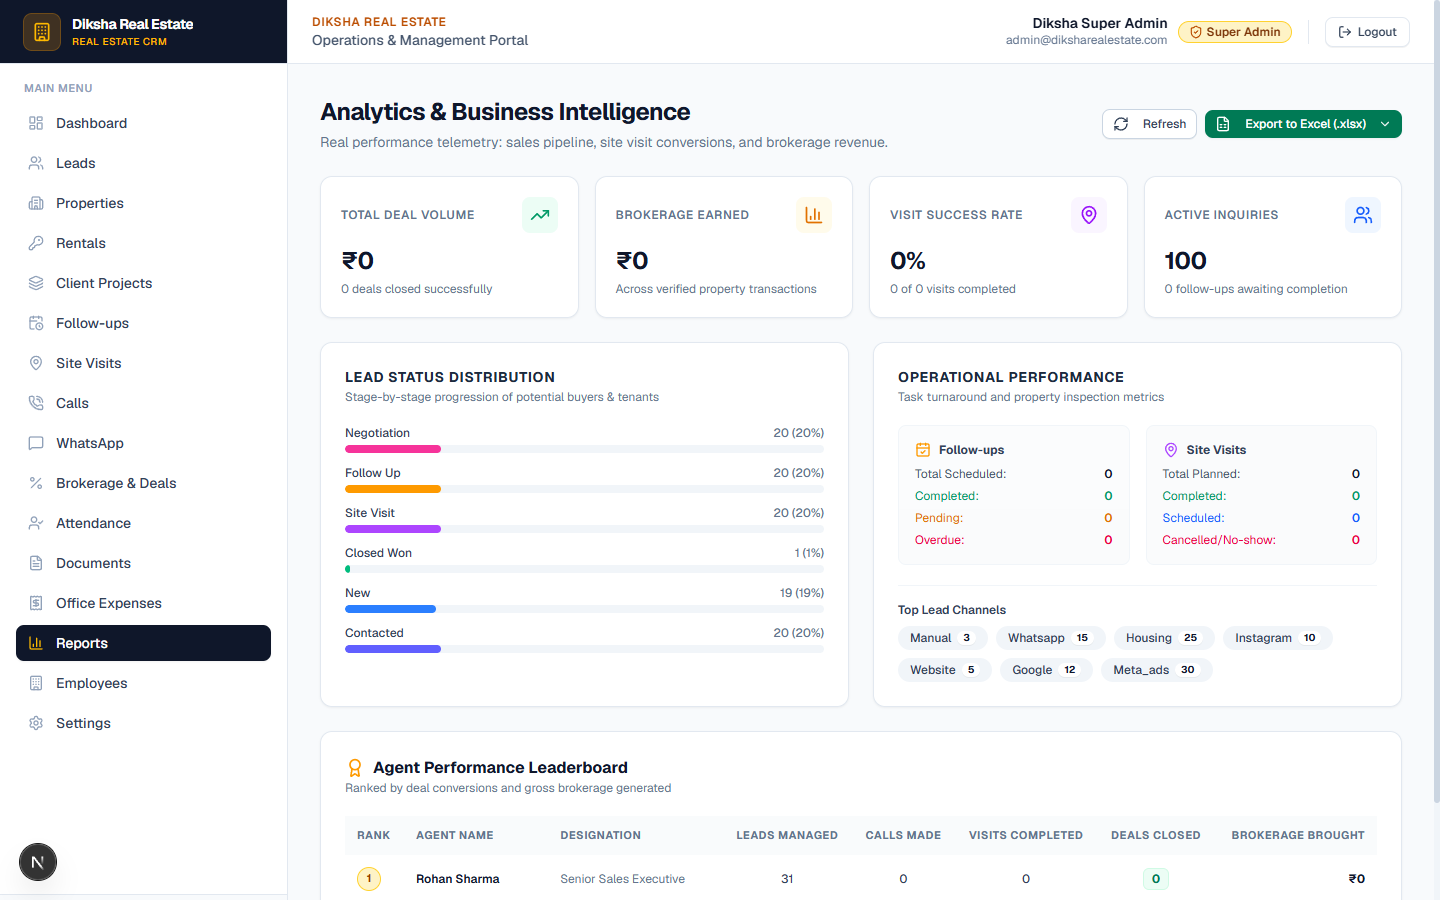 Diksha Real Estate
REAL ESTATE CRM
DIKSHA REAL ESTATE
Operations & Management Portal
Diksha Super Admin
admin@diksharealestate.com
Super Admin
Logout
MAIN MENU
Dashboard
Leads
Properties
Rentals
Client Projects
Follow-ups
Site Visits
Calls
WhatsApp
Brokerage & Deals
Attendance
Documents
Office Expenses
Reports
Employees
Settings
N
Analytics & Business Intelligence
Real performance telemetry: sales pipeline, site visit conversions, and brokerage revenue.
Refresh
Export to Excel (.xlsx)
TOTAL DEAL VOLUME
₹0
0 deals closed successfully
BROKERAGE EARNED
₹0
Across verified property transactions
VISIT SUCCESS RATE
0%
0 of 0 visits completed
ACTIVE INQUIRIES
100
0 follow-ups awaiting completion
LEAD STATUS DISTRIBUTION
Stage-by-stage progression of potential buyers & tenants
Negotiation 20 (20%)
Follow Up 20 (20%)
Site Visit 20 (20%)
Closed Won 1 (1%)
New 19 (19%)
Contacted 20 (20%)
OPERATIONAL PERFORMANCE
Task turnaround and property inspection metrics
Follow-ups
Total Scheduled: 0
Completed: 0
Pending: 0
Overdue: 0
Site Visits
Total Planned: 0
Completed: 0
Scheduled: 0
Cancelled/No-show: 0
Top Lead Channels
Manual 3 Whatsapp 15 Housing 25 Instagram 10
Website 5 Google 12 Meta_ads 30
Agent Performance Leaderboard
Ranked by deal conversions and gross brokerage generated
RANK AGENT NAME DESIGNATION LEADS MANAGED CALLS MADE VISITS COMPLETED DEALS CLOSED BROKERAGE BROUGHT
1 Rohan Sharma Senior Sales Executive 31 0 0 0 ₹0